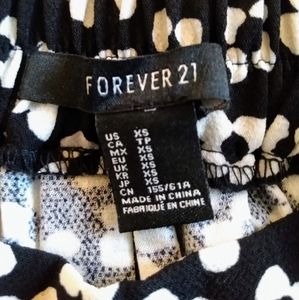 FOREVER 21
US XS
CA TP
MX XS
EU XS
UK XS
KR XS
JP XS
CN 155/61A
MADE IN CHINA
FABRIQUÉ EN CHINE